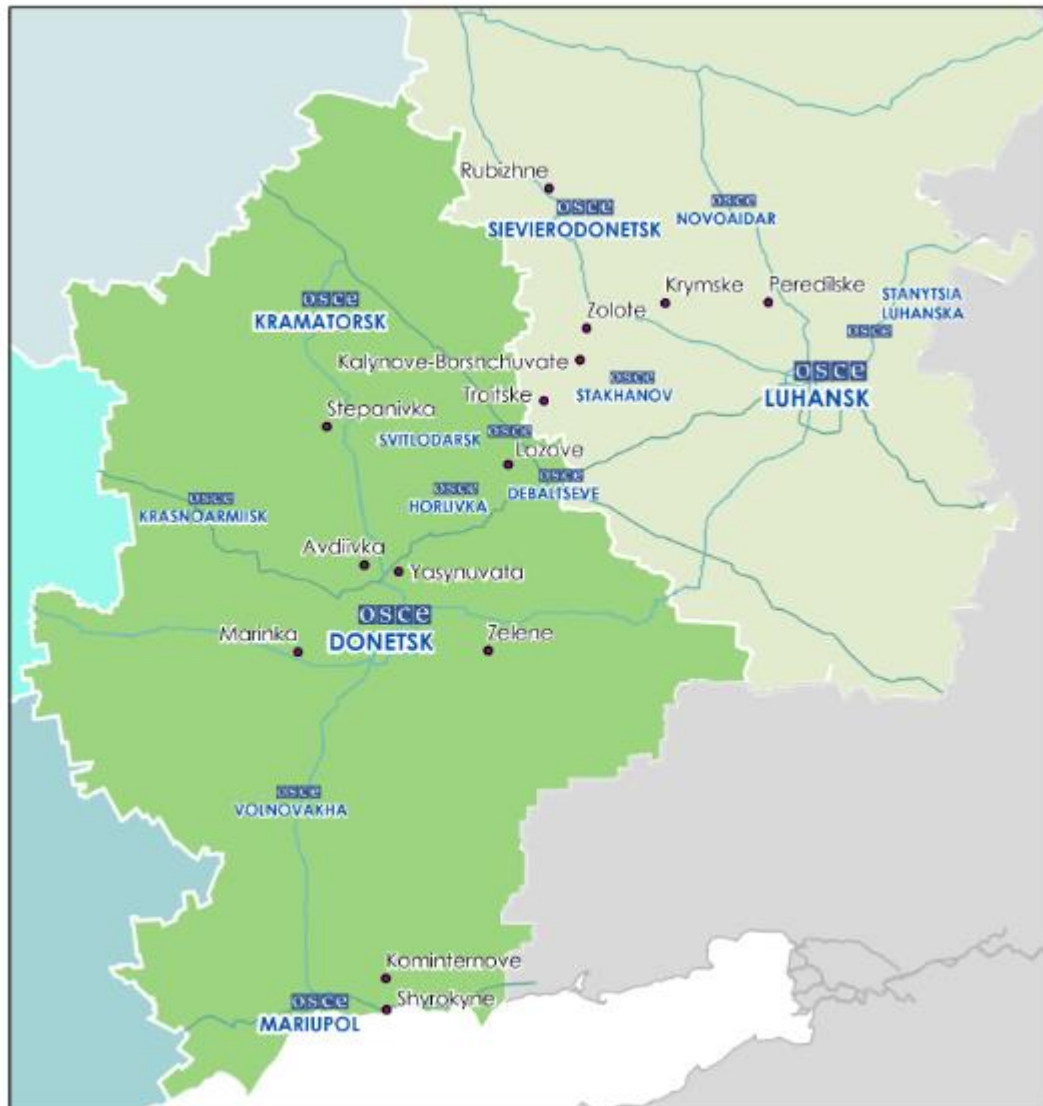 Rubizhne
osce
SIEVIERODONETSK
osce
NOVOAIDAR
osce
KRAMATORSK
Krymske
Peredilske
STANYTSIA
LUHANSKA
osce
Zolote
Kalynove-Borshchuvate
osce
STAKHANOV
osce
LUHANSK
Troitske
Stepanivka
SVITLODARSK
osce
Lozove
osce
DEBALTSEVE
osce
HORLIVKA
osce
KRASNOARMIISK
Avdiivka
Yasynuvata
osce
DONETSK
Marinka
Zelene
osce
VOLNOVAKHA
Kominternove
osce
MARIUPOL
Shyrokyne